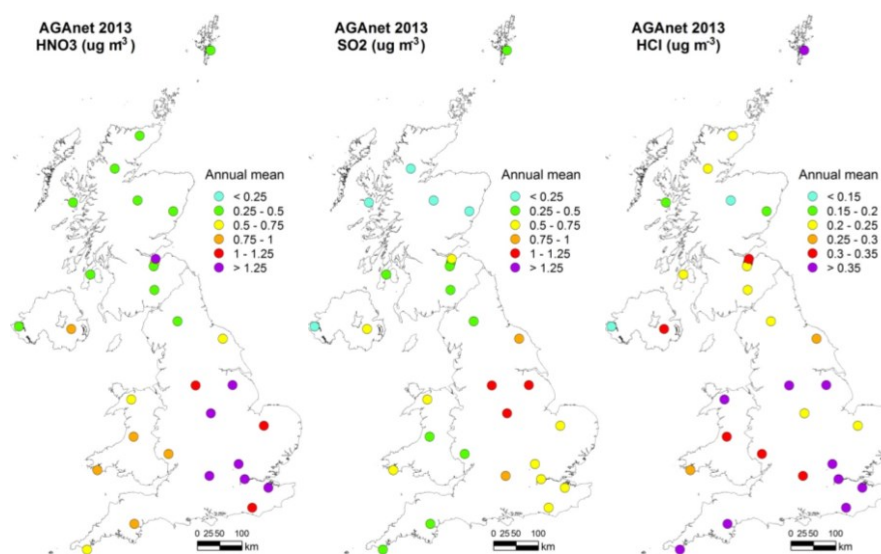 AGAnet 2013
HNO3 (ug m³)
Annual mean
< 0.25
0.25 - 0.5
0.5 - 0.75
0.75 - 1
1 - 1.25
> 1.25
0 25 50 100
km
AGAnet 2013
SO2 (ug m³)
Annual mean
< 0.25
0.25 - 0.5
0.5 - 0.75
0.75 - 1
1 - 1.25
> 1.25
0 25 50 100
km
AGAnet 2013
HCl (ug m⁻³)
Annual mean
< 0.15
0.15 - 0.2
0.2 - 0.25
0.25 - 0.3
0.3 - 0.35
> 0.35
0 25 50 100
km